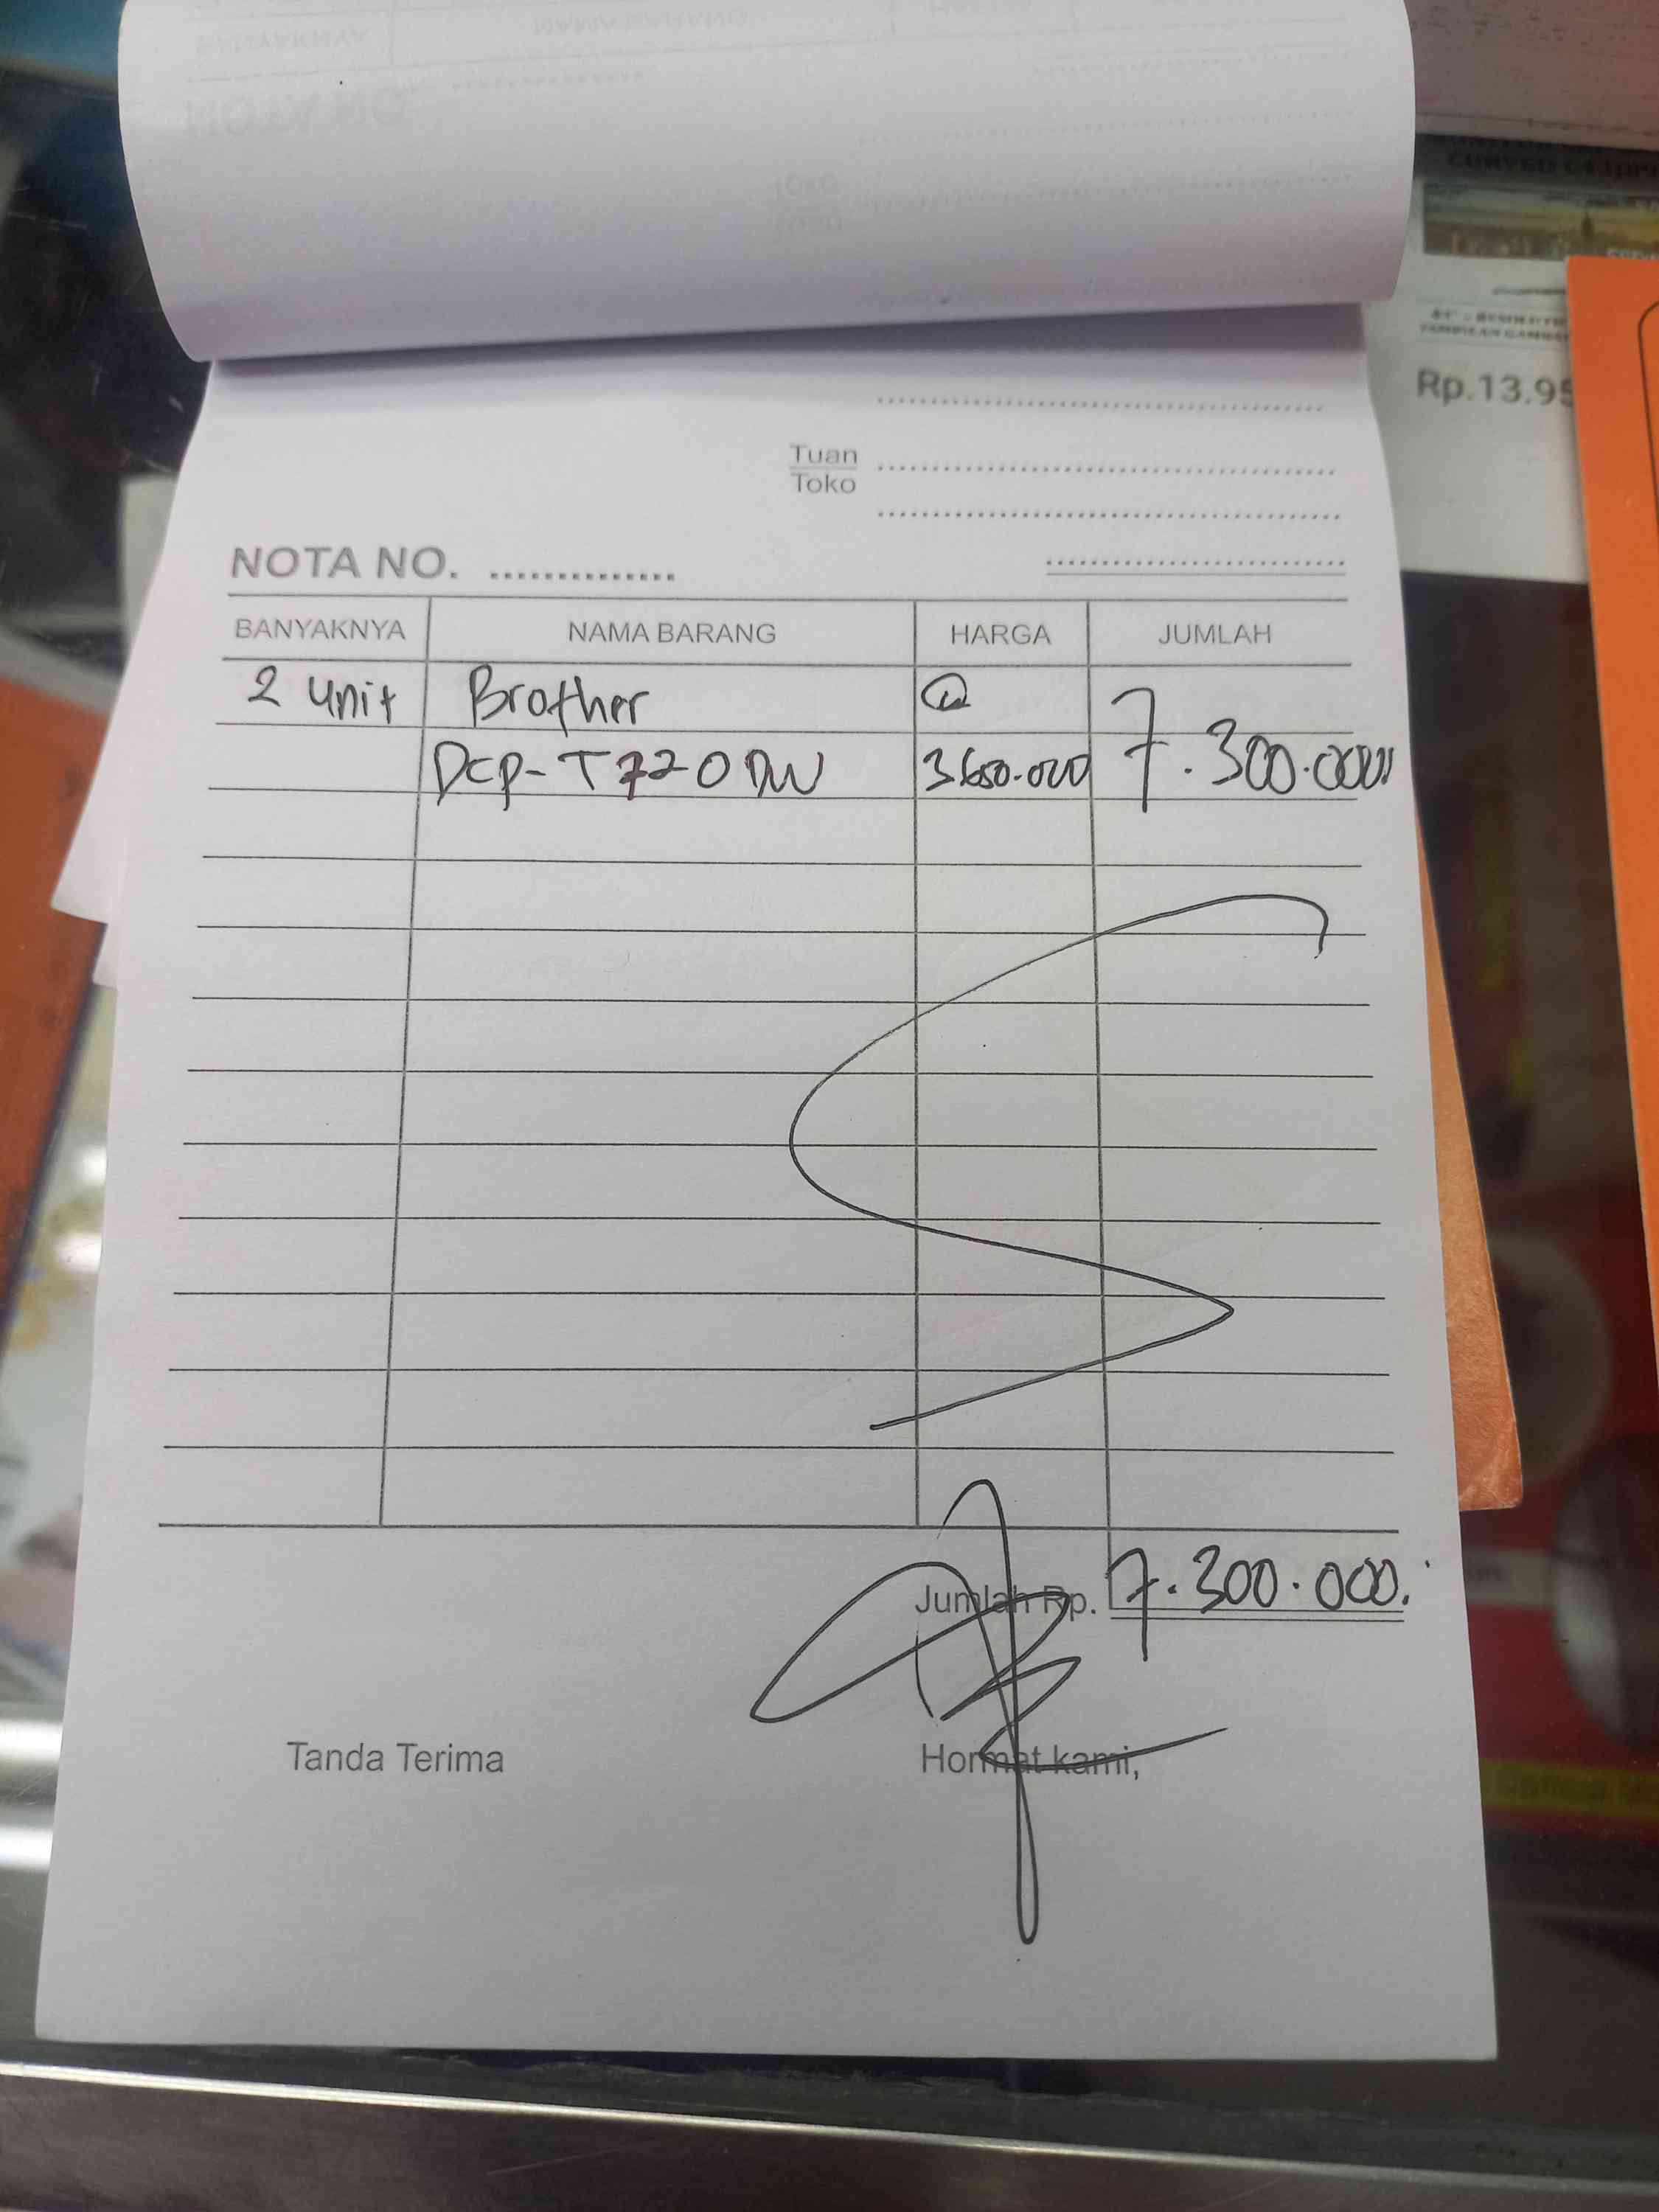 Tuan
Toko
NOTA NO.
BANYAKNYA NAMA BARANG HARGA JUMLAH
2 unit Brother @
DCP-T720DW 3.650.000 7.300.000
Jumlah Rp. 7.300.000.
Tanda Terima Hormat kami,
Rp.13.95